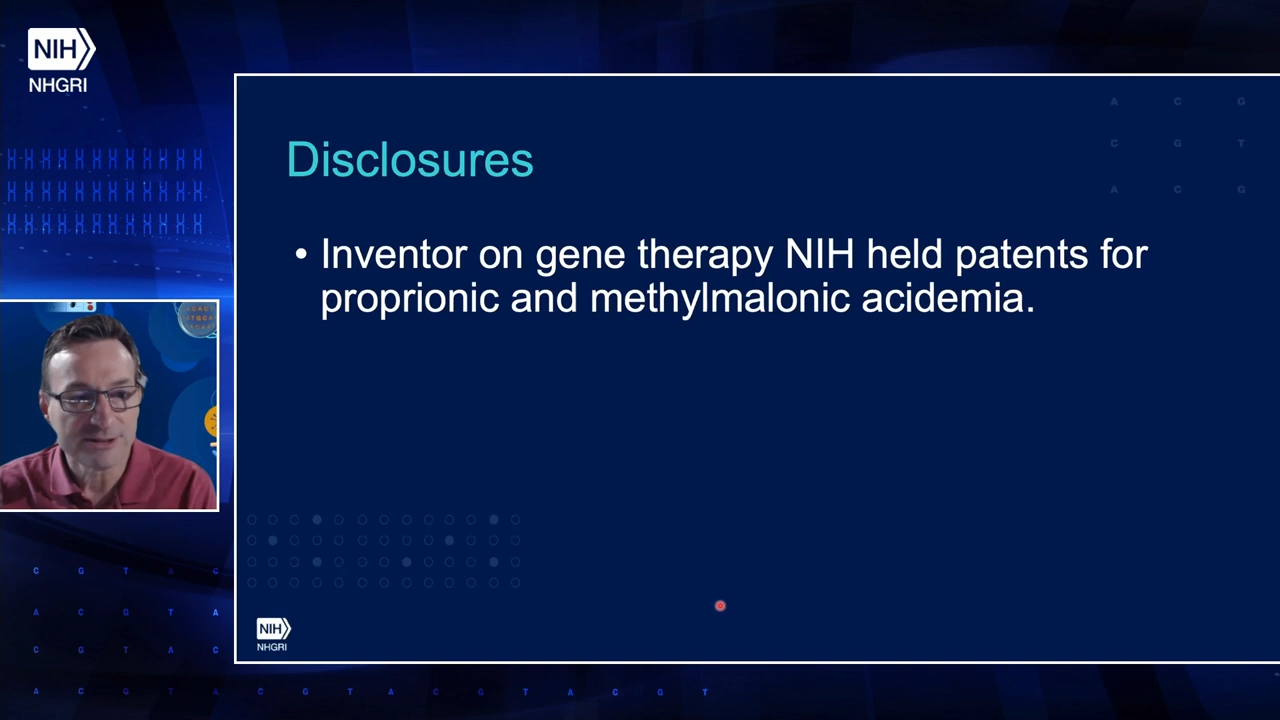 NIH
NHGRI
A C G
C G T
A C G
Disclosures
• Inventor on gene therapy NIH held patents for
proprionic and methylmalonic acidemia.
NIH
NHGRI
C G T A C
A C G T A
C G T A C
A C G T A C G T A C G T A C G T